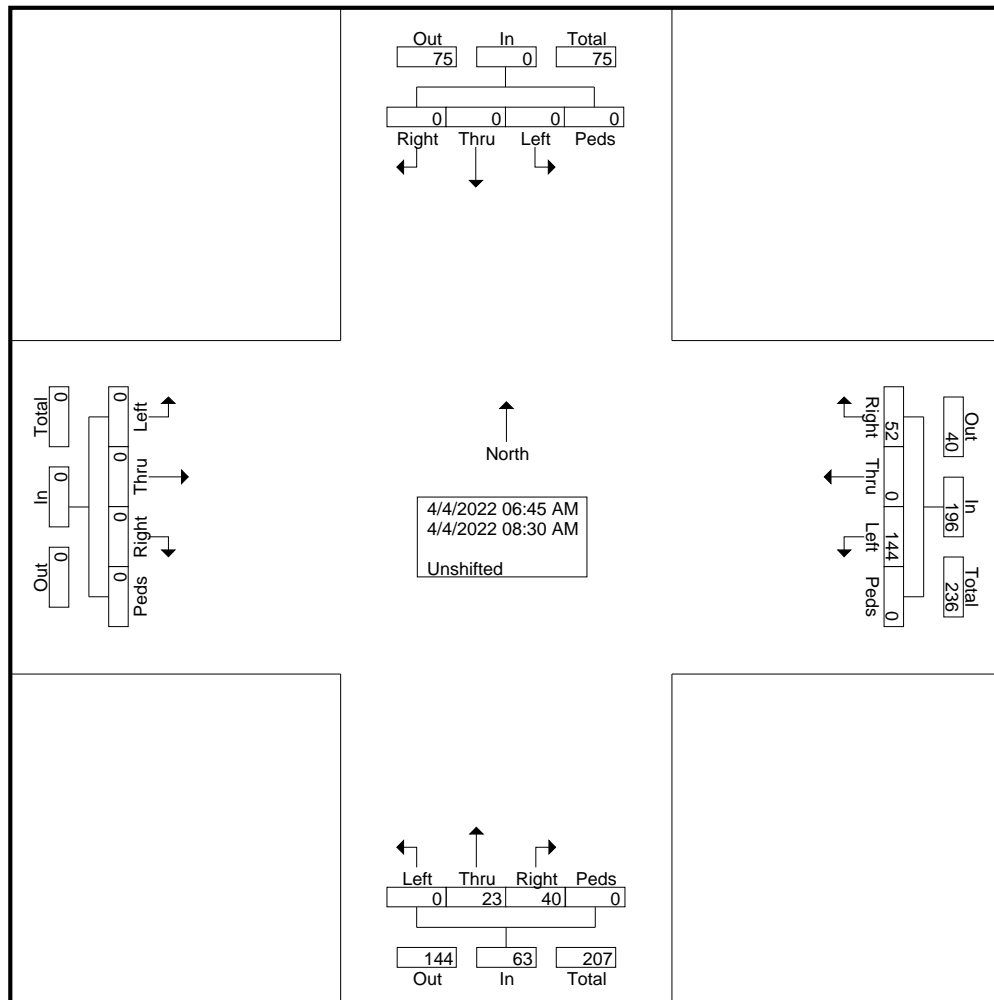 Out In Total
75 0 75
0 0 0 0
Right Thru Left Peds
Total In Out
0 0 0
0 0 0 0
Left Thru Right Peds
North
4/4/2022 06:45 AM
4/4/2022 08:30 AM
Unshifted
Right Thru Left Peds
52 0 144 0
Out In Total
40 196 236
Left Thru Right Peds
0 23 40 0
144 63 207
Out In Total